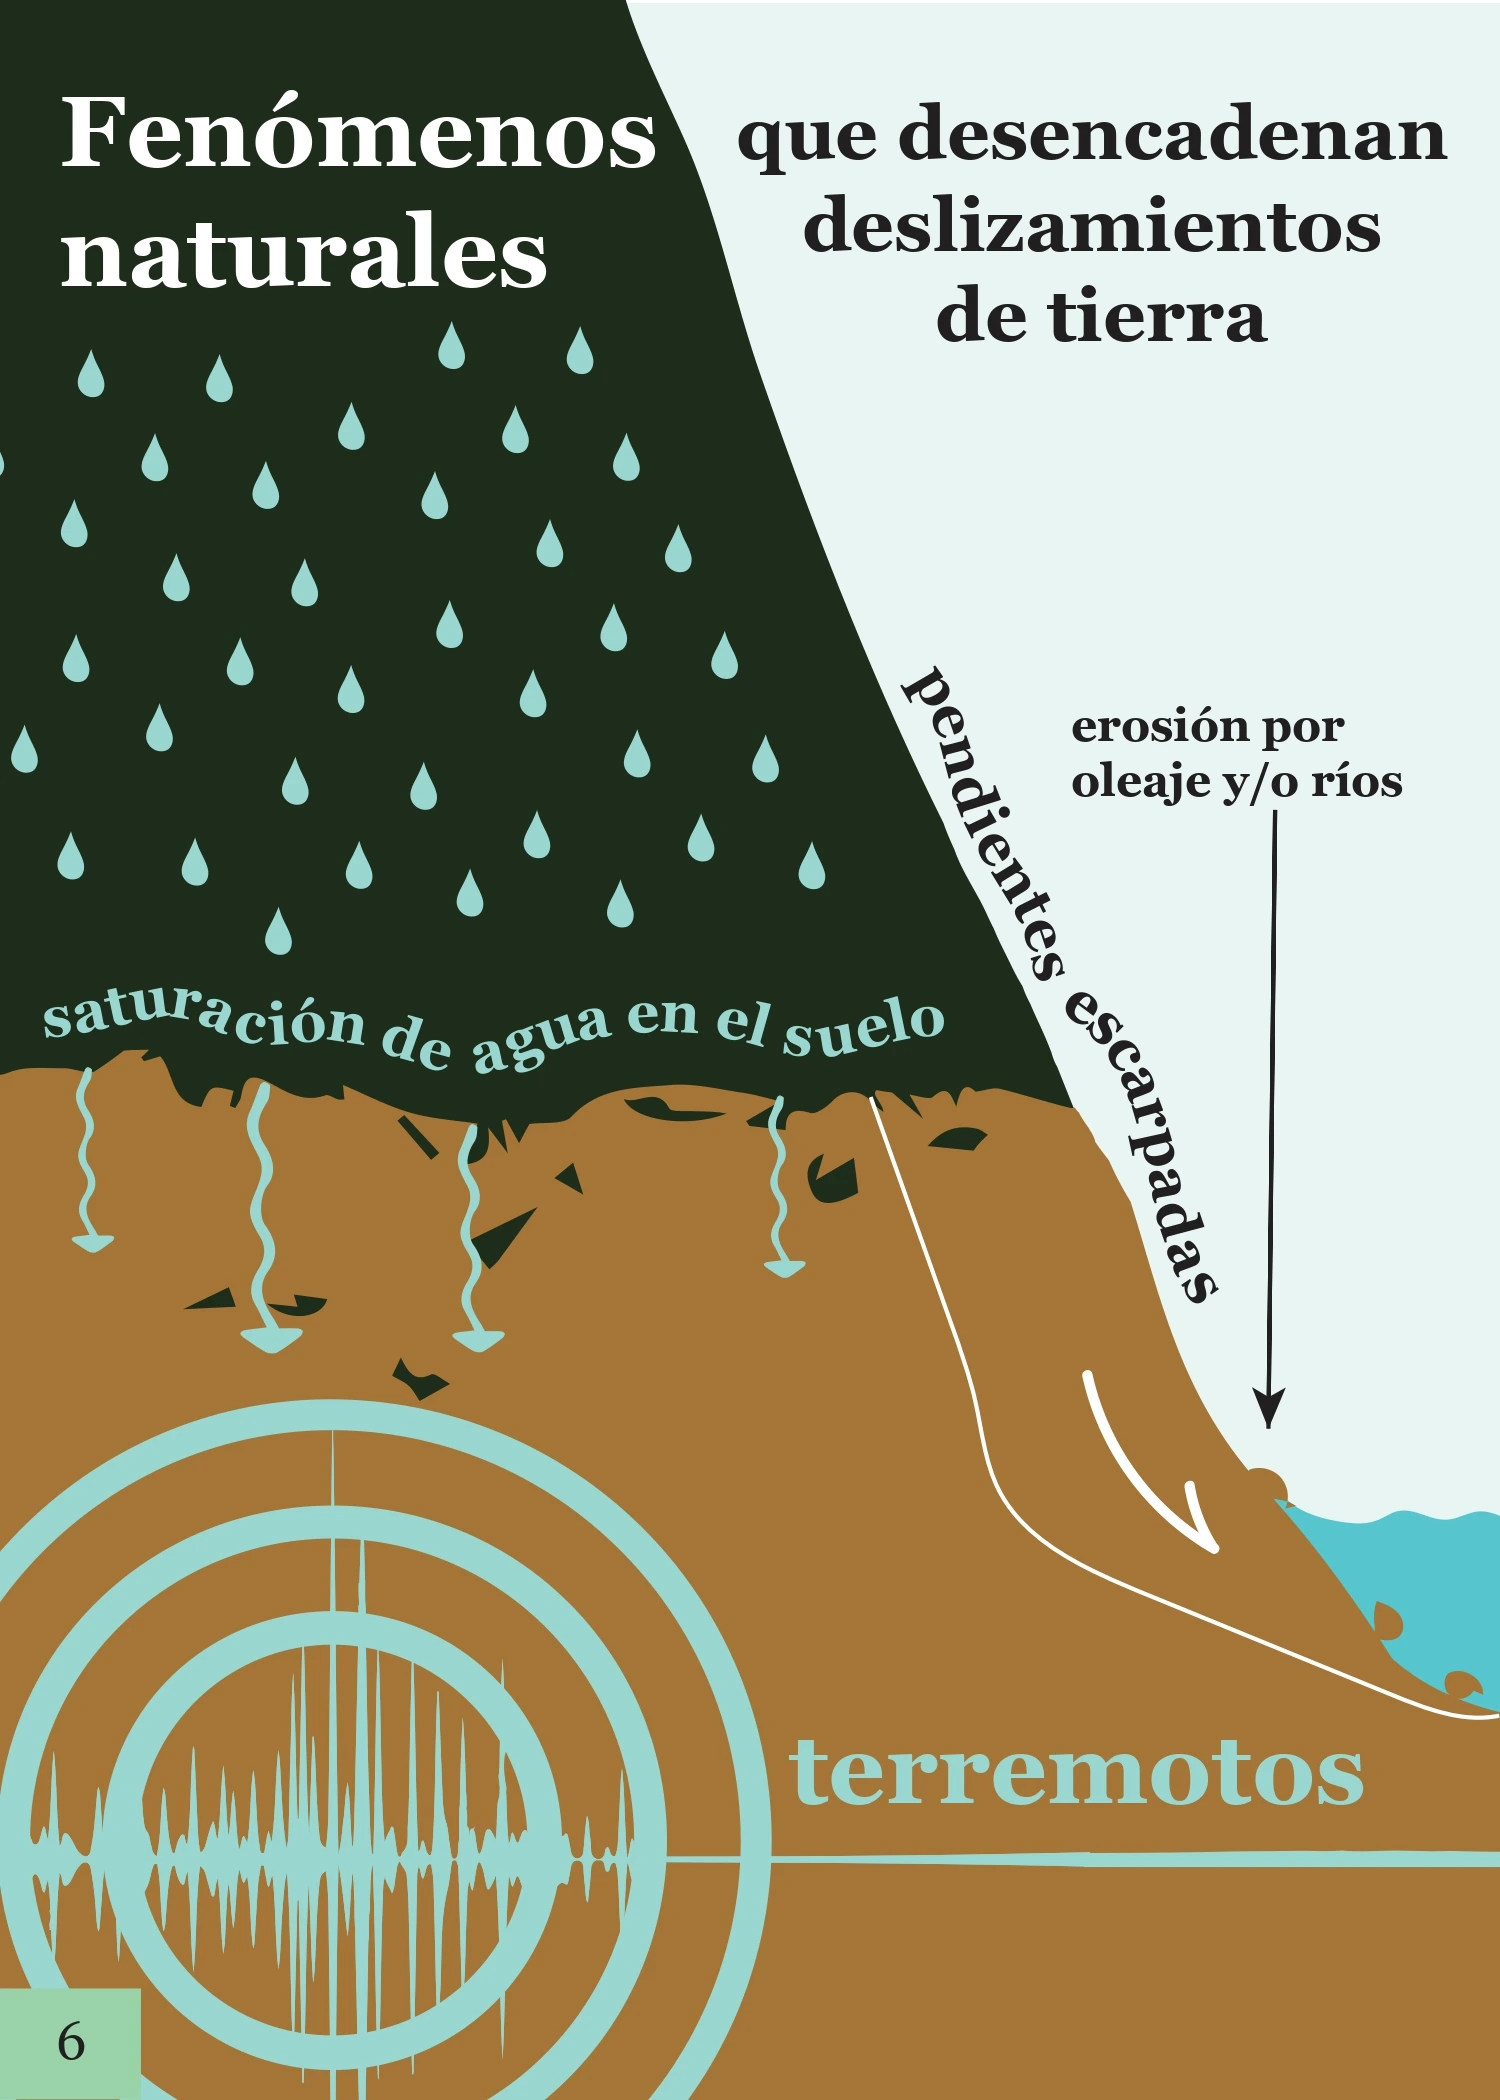 Fenómenos
naturales
que desencadenan
deslizamientos
de tierra
pendientes escarpadas
erosión por
oleaje y/o ríos
saturación de agua en el suelo
terremotos
6